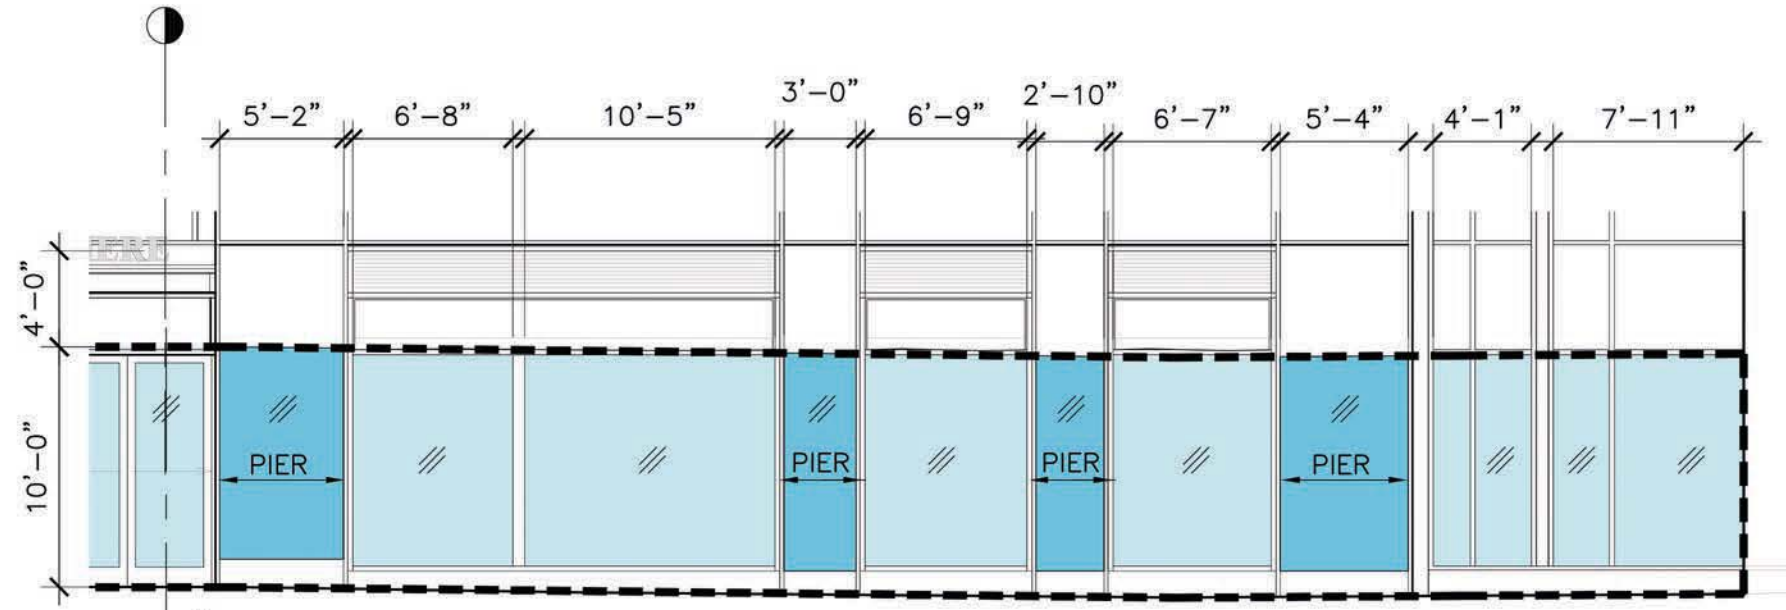 3'-0"
2'-10"
5'-2"
6'-8"
10'-5"
6'-9"
6'-7"
5'-4"
4'-1"
7'-11"
ERE
4'-0"
10'-0"
PIER
PIER
PIER
PIER